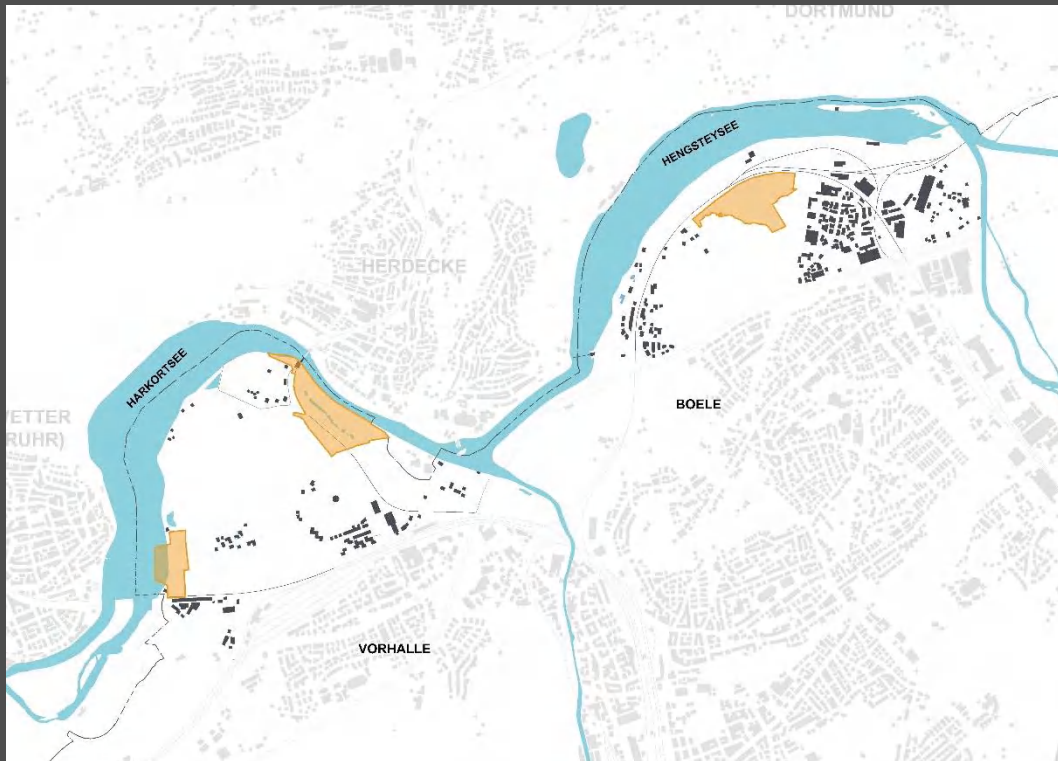 DORTMUND
HENGSTEYSEE
HERDECKE
HARKORTSEE
BOELE
WETTER
(RUHR)
VORHALLE